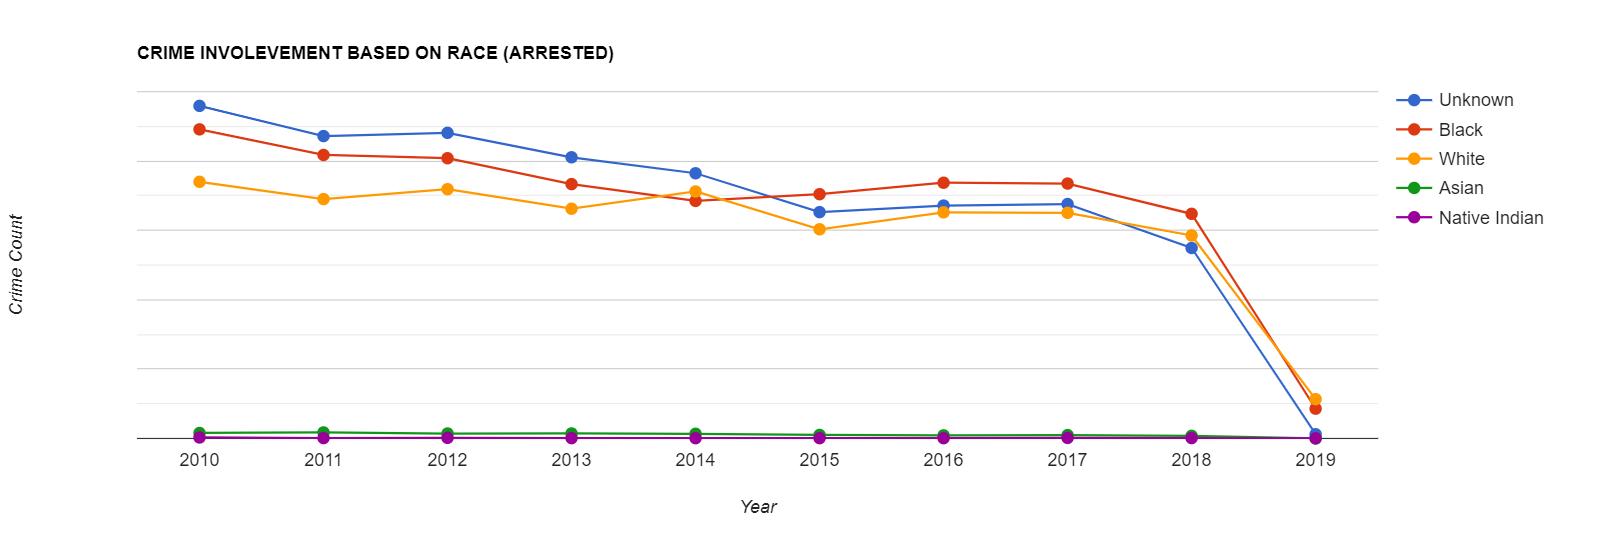 CRIME INVOLEVEMENT BASED ON RACE (ARRESTED)
Unknown
Black
White
Asian
Native Indian
Crime Count
2010 2011 2012 2013 2014 2015 2016 2017 2018 2019
Year